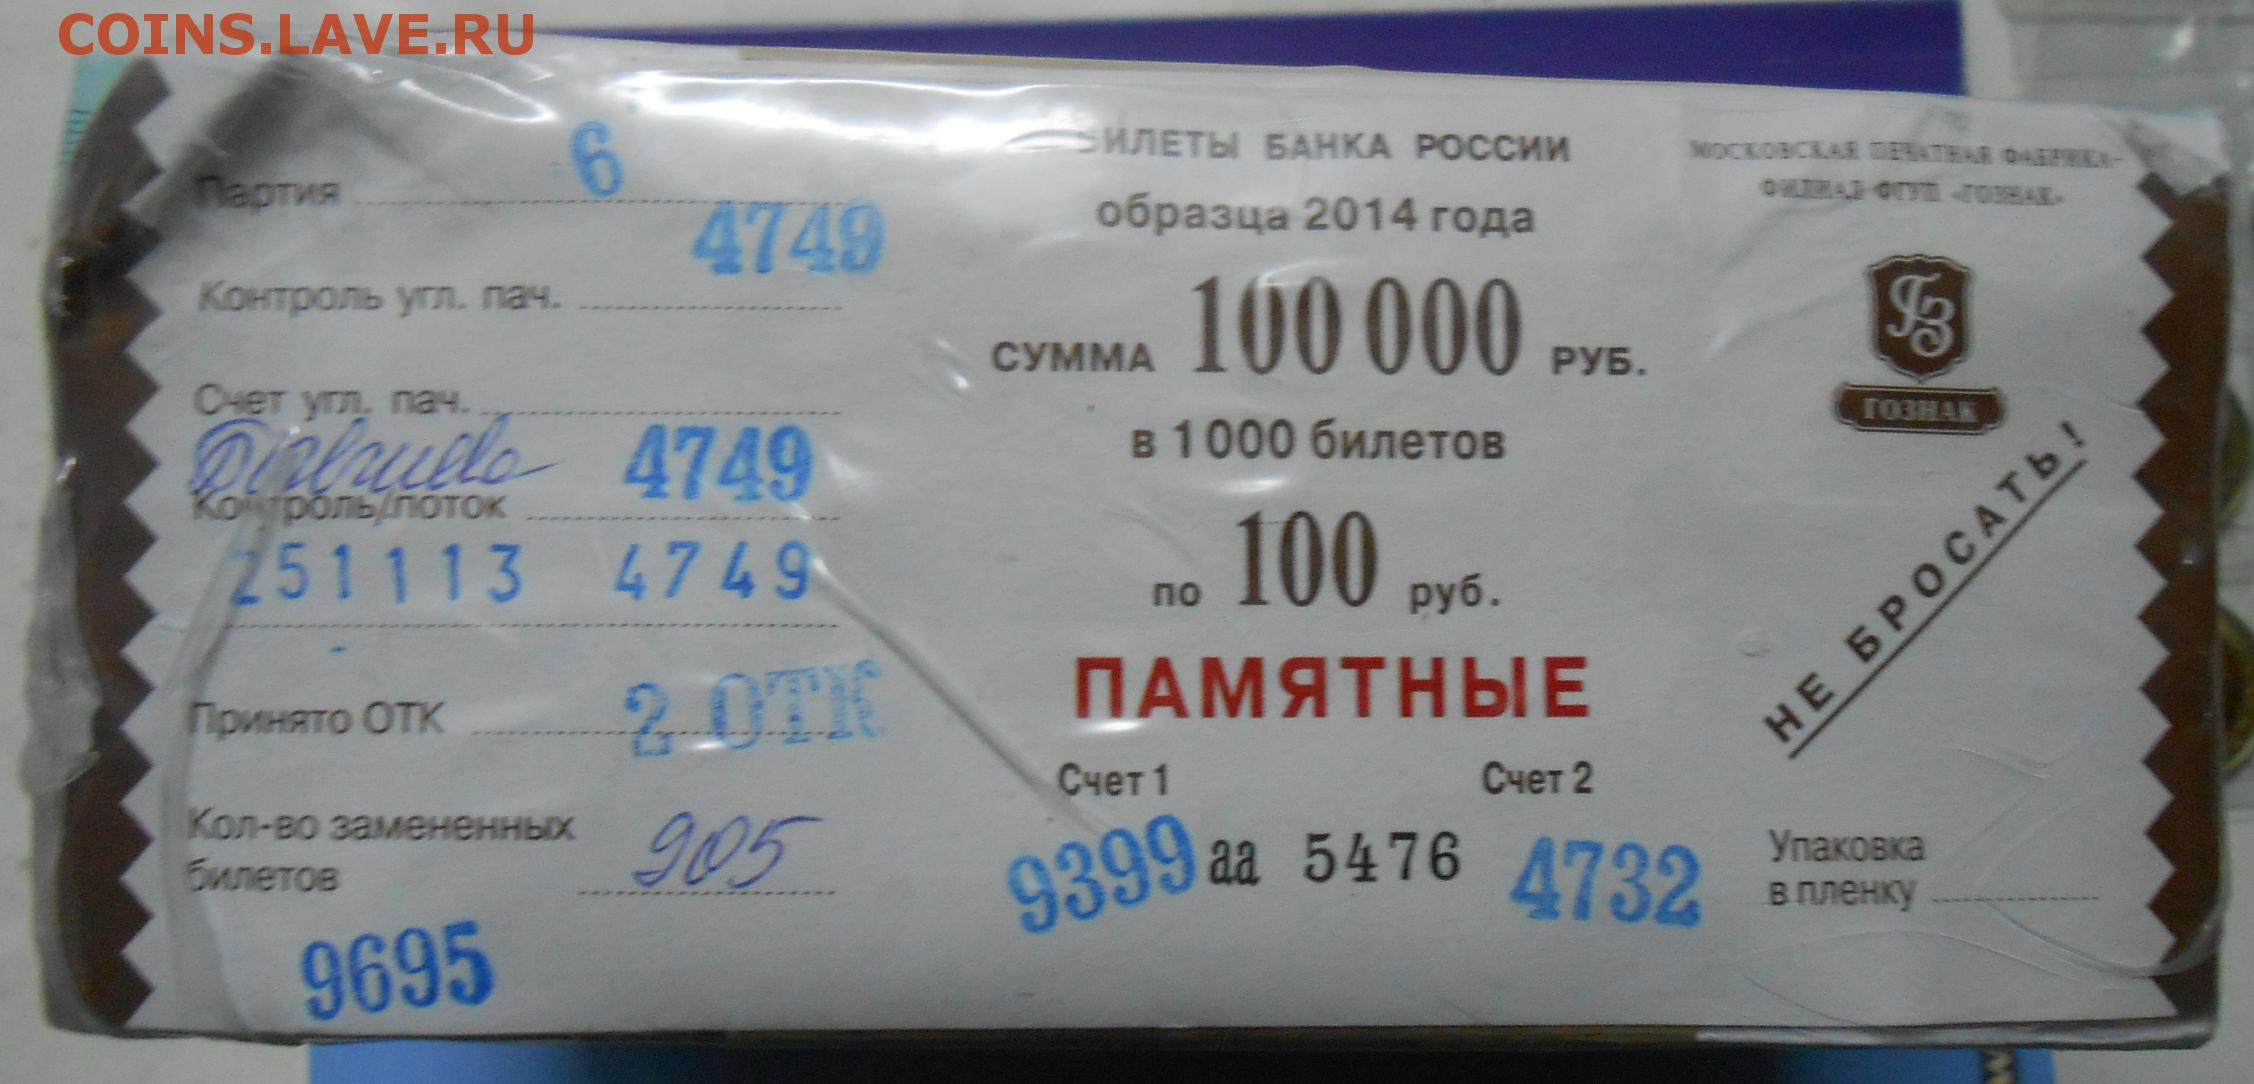 COINS.LAVE.RU
Партия 6
4749
Контроль угл. пач.
Счет угл. пач.
4749
Контроль/поток
251113 4749
Принято ОТК 2 ОТК
Кол-во замененных
билетов 905
9695
БИЛЕТЫ БАНКА РОССИИ
образца 2014 года
СУММА 100 000 РУБ.
в 1 000 билетов
по 100 руб.
ПАМЯТНЫЕ
Счет 1 Счет 2
9399 аа 5476 4732
МОСКОВСКАЯ ПЕЧАТНАЯ ФАБРИКА-
ФИЛИАЛ ФГУП «ГОЗНАК»
ГЗ
ГОЗНАК
НЕ БРОСАТЬ!
Упаковка
в пленку